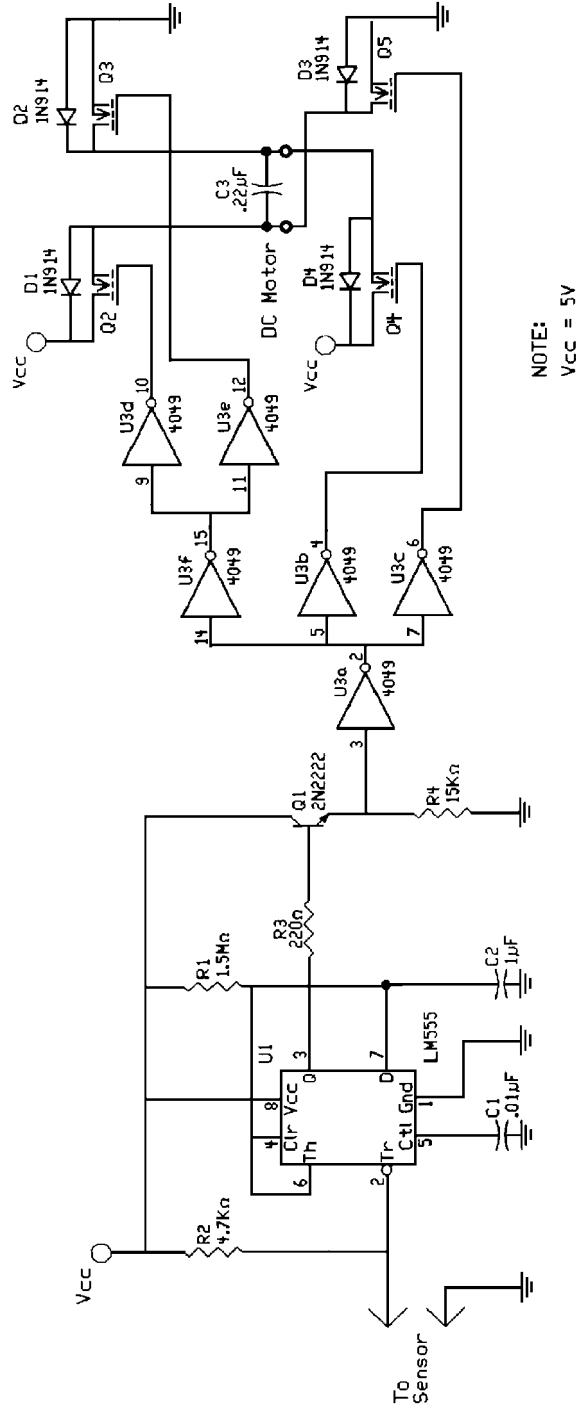 Vcc
R2
4.7KΩ
To
Sensor
R1
1.5MΩ
U1
4
8
Clr
Vcc
6
Th
3
Q
2
Tr
7
D
Ctl
Gnd
5
1
LM555
C1
.01µF
C2
1µF
R3
220Ω
Q1
2N2222
R4
15KΩ
3
U3a
2
4049
14
U3f
15
4049
5
U3b
4
4049
7
U3c
6
4049
9
U3d
10
4049
11
U3e
12
4049
Vcc
D1
1N914
Q2
D2
1N914
Q3
C3
.22µF
DC Motor
Vcc
D4
1N914
Q4
D3
1N914
Q5
NOTE:
Vcc = 5V